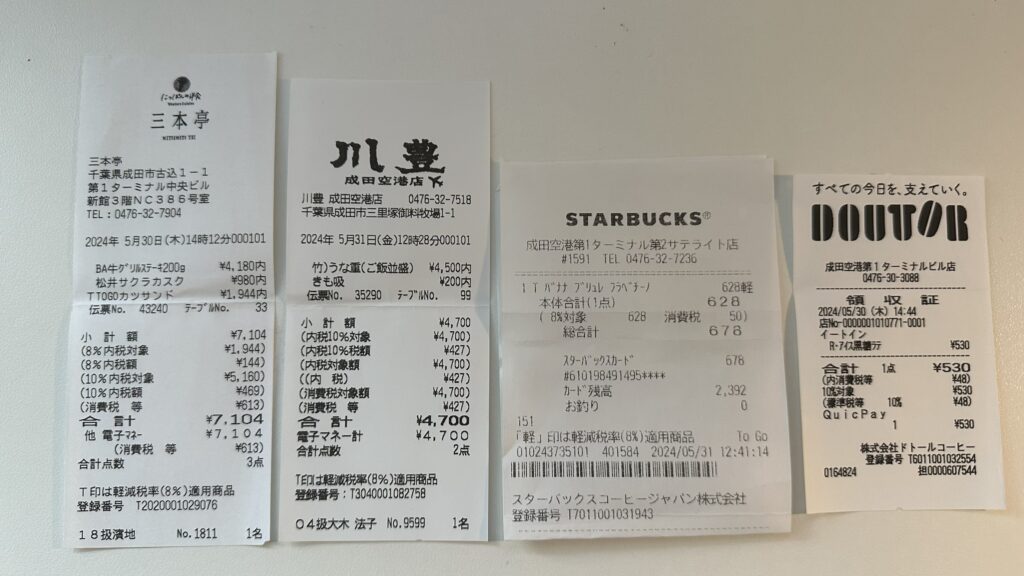 三本亭
MITSUMOTO TEI
三本亭
千葉県成田市古込1-1
第1ターミナル中央ビル
新館3階NC386号室
TEL:0476-32-7904
2024年 5月30日(木)14時12分000101
BA牛グリルステーキ200g ¥4,180内
松井サクラカスク ¥980内
TTOGOカツサンド ¥1,944内
伝票No. 43240 テーブルNo. 33
小 計 額 ¥7,104
(8%内税対象 ¥1,944)
(8%内税額 ¥144)
(10%内税対象 ¥5,160)
(10%内税額 ¥469)
(消費税 等 ¥613)
合 計 ¥7,104
他 電子マネー ¥7,104
(消費税 等 ¥613)
合計点数 3点
T印は軽減税率(8%)適用商品
登録番号 T2020001029076
18扱濱地 No.1811 1名
川豊
成田空港店
川豊 成田空港店 0476-32-7518
千葉県成田市三里塚御料牧場1-1
2024年 5月31日(金)12時28分000101
竹)うな重(ご飯並盛) ¥4,500内
きも吸 ¥200内
伝票No. 35290 テーブルNo. 99
小 計 額 ¥4,700
(内税10%対象 ¥4,700)
(内税10%税額 ¥427)
(内税対象額 ¥4,700)
((内 税) ¥427)
(消費税対象額 ¥4,700)
(消費税 等 ¥427)
合 計 ¥4,700
電子マネー計 ¥4,700
合計点数 2点
T印は軽減税率(8%)適用商品
登録番号:T3040001082758
04扱大木 法子 No.9599 1名
STARBUCKS®
成田空港第1ターミナル第2サテライト店
#1591 TEL 0476-32-7236
1 T バナナ ブリュレ フラペチーノ 628軽
本体合計(1点) 628
( 8%対象 628 消費税 50)
総合計 678
スターバックスカード 678
#610198491495****
カード残高 2,392
お釣り 0
151
「軽」印は軽減税率(8%)適用商品 To Go
010243735101 401584 2024/05/31 12:41:14
スターバックスコーヒージャパン株式会社
登録番号 T7011001031943
すべての今日を、支えていく。
DOUTOR
成田空港第1ターミナルビル店
0476-30-3088
領 収 証
2024/05/30 (木) 14:44
店No-0000001010771-0001
イートイン
R-アイス黒糖ラテ ¥530
合計 1点 ¥530
(内消費税等 ¥48)
10%対象 ¥530
(標準税等 10% ¥48)
QuicPay
1 ¥530
株式会社ドトールコーヒー
登録番号 T6011001032554
0164824 担0000607544